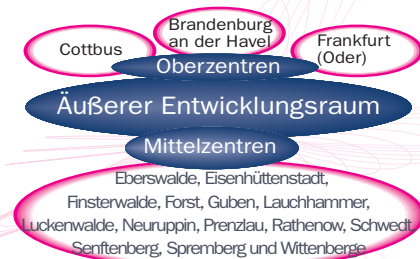 Cottbus
Brandenburg
an der Havel
Frankfurt
(Oder)
Oberzentren
Äußerer Entwicklungsraum
Mittelzentren
Eberswalde, Eisenhüttenstadt,
Finsterwalde, Forst, Guben, Lauchhammer,
Luckenwalde, Neuruppin, Prenzlau, Rathenow, Schwedt,
Senftenberg, Spremberg und Wittenberge